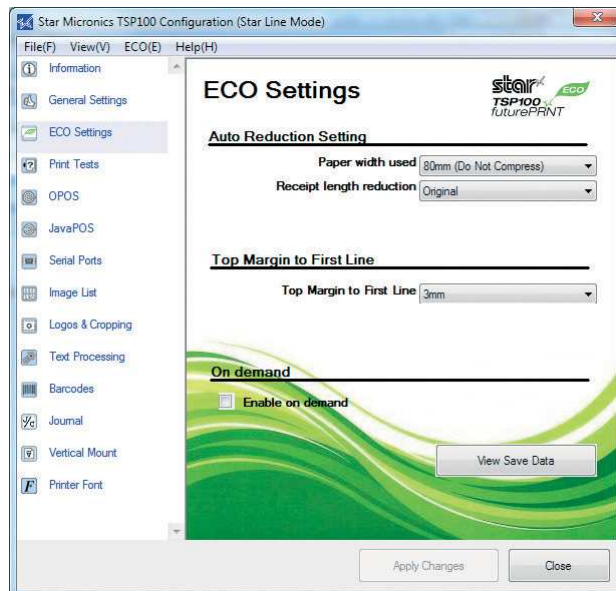 Star Micronics TSP100 Configuration (Star Line Mode)
File(F) View(V) ECO(E) Help(H)
Information
General Settings
ECO Settings
Print Tests
OPOS
JavaPOS
Serial Ports
Image List
Logos & Cropping
Text Processing
Barcodes
Journal
Vertical Mount
Printer Font
ECO Settings
star ECO
TSP100
futurePRNT
Auto Reduction Setting
Paper width used 80mm (Do Not Compress)
Receipt length reduction Original
Top Margin to First Line
Top Margin to First Line 3mm
On demand
Enable on demand
View Save Data
Apply Changes Close